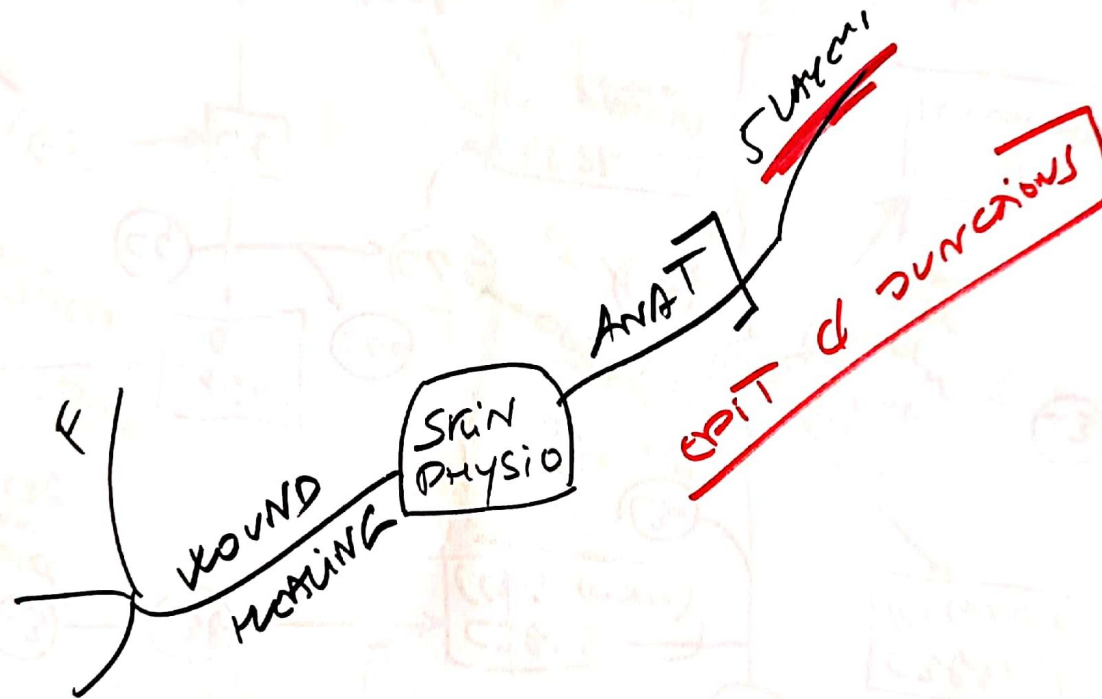 5 LAYERS
ANAT
EPIT & FUNCTIONS
SKIN
PHYSIO
WOUND
HEALING
F